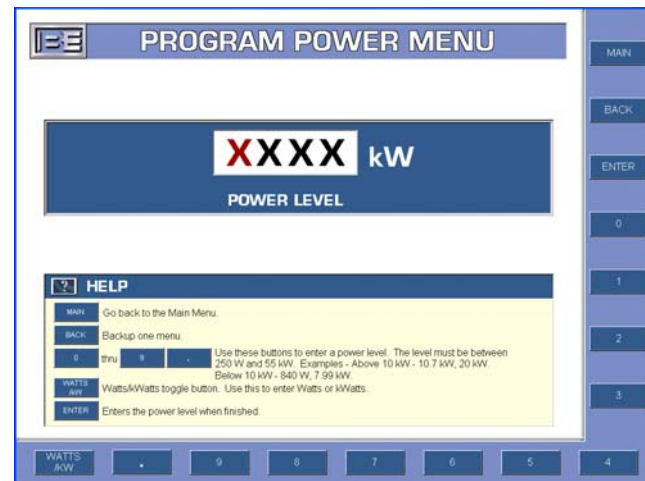 BE PROGRAM POWER MENU
MAIN
BACK
ENTER
0
1
2
3
XXXX kW
POWER LEVEL
? HELP
MAIN Go back to the Main Menu.
BACK Backup one menu.
0 thru 9 . Use these buttons to enter a power level. The level must be between
250 W and 55 kW. Examples - Above 10 kW - 10.7 kW, 20 kW.
Below 10 kW - 840 W, 7.99 kW.
WATTS
/kW Watts/kWatts toggle button. Use this to enter Watts or kWatts.
ENTER Enters the power level when finished.
WATTS
/KW . 9 8 7 6 5 4